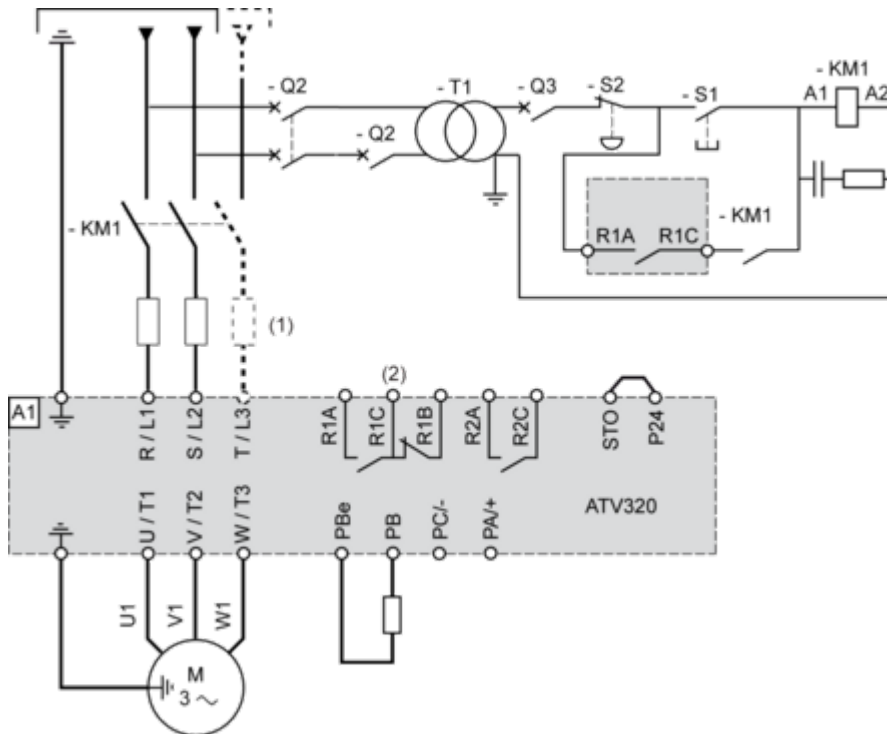 - Q2
- T1
- Q3
- S2
- S1
- KM1
A1
A2
- Q2
- KM1
- KM1
R1A
R1C
(1)
(2)
A1
R / L1
S / L2
T / L3
R1A
R1C
R1B
R2A
R2C
STO
P24
ATV320
U / T1
V / T2
W / T3
PBe
PB
PC/-
PA/+
U1
V1
W1
M
3 ~